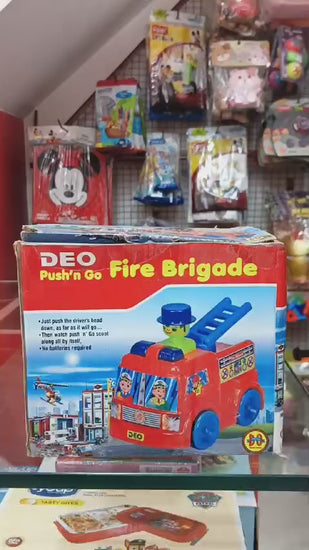 DEO
Push'n Go Fire Brigade
• Just push the driver's head
down, as far as it will go...
• Then watch push 'n' Go scoot
along all by itself.
• No batteries required
DEO